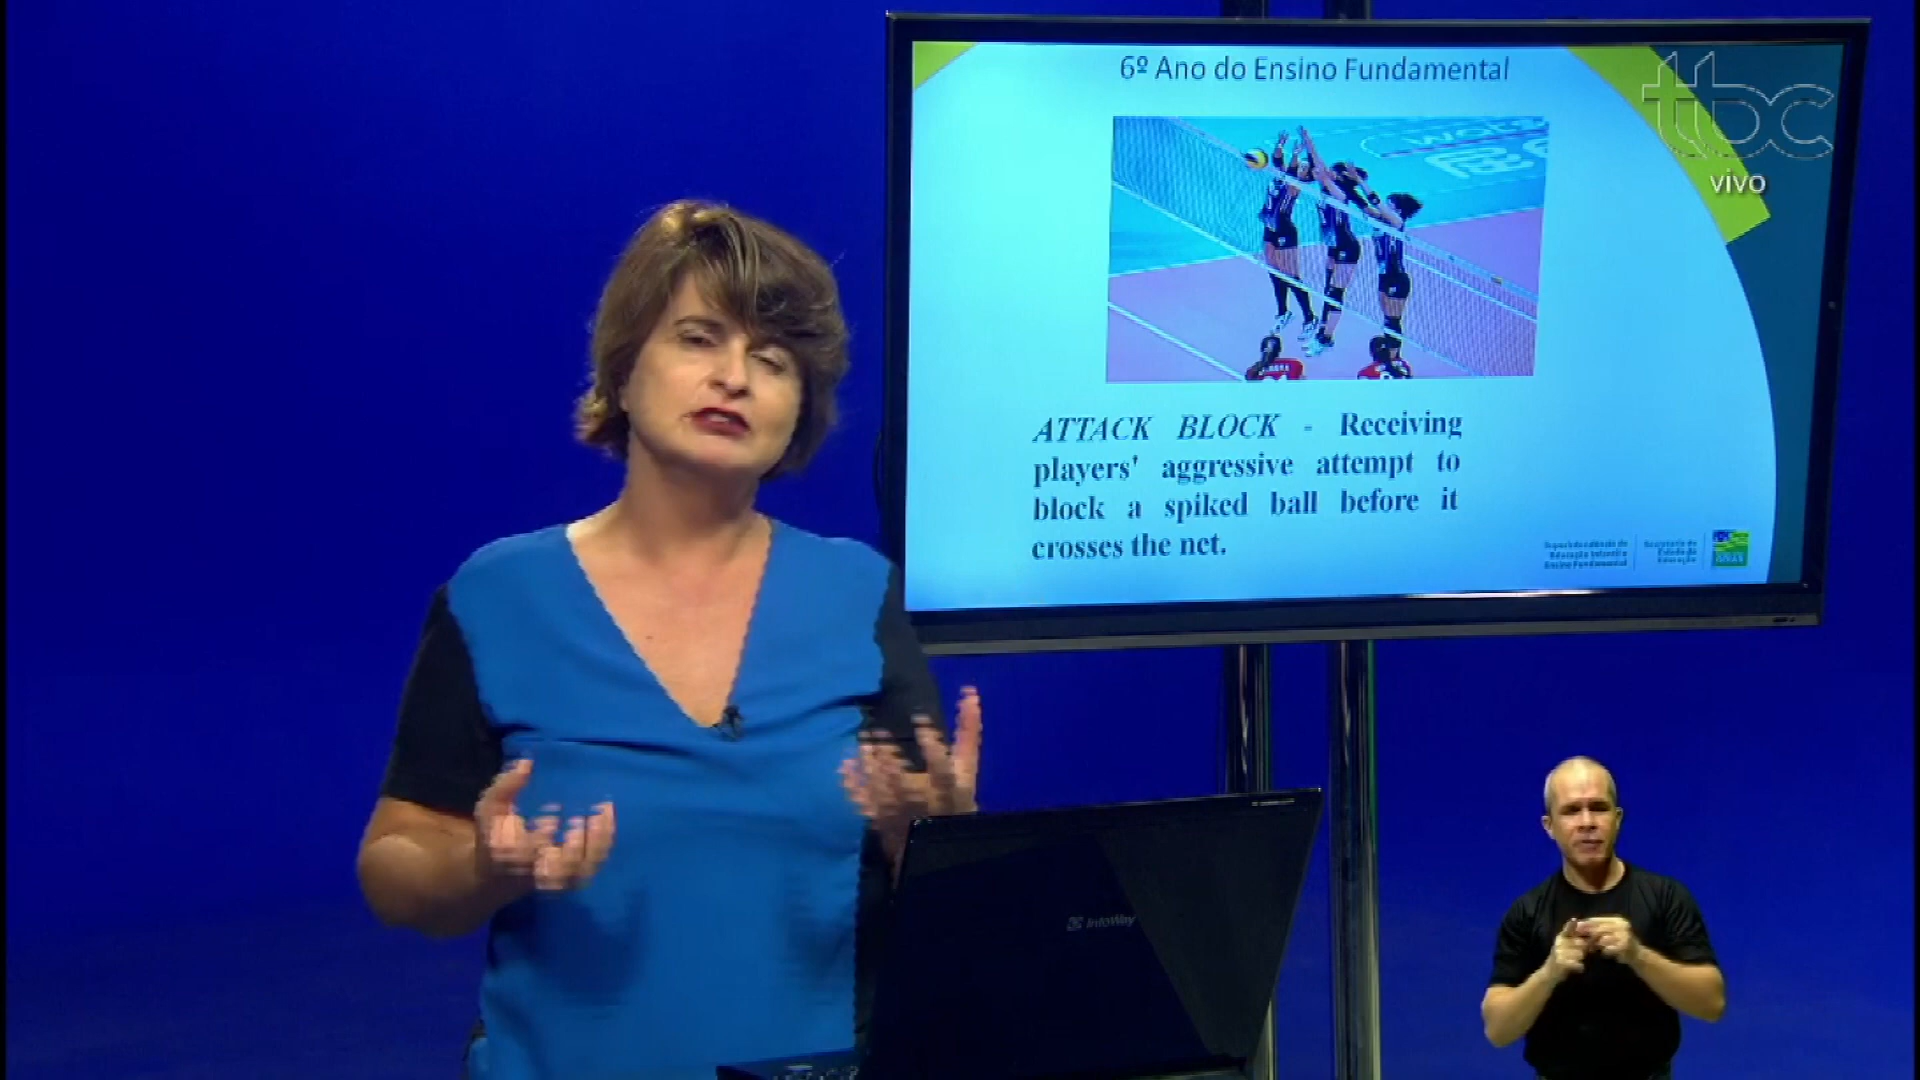 6º Ano do Ensino Fundamental
tbc
vivo
ATTACK BLOCK - Receiving
players' aggressive attempt to
block a spiked ball before it
crosses the net.
Superintendência de
Educação Infantil e
Ensino Fundamental
Secretaria de
Estado da
Educação
InfoWay